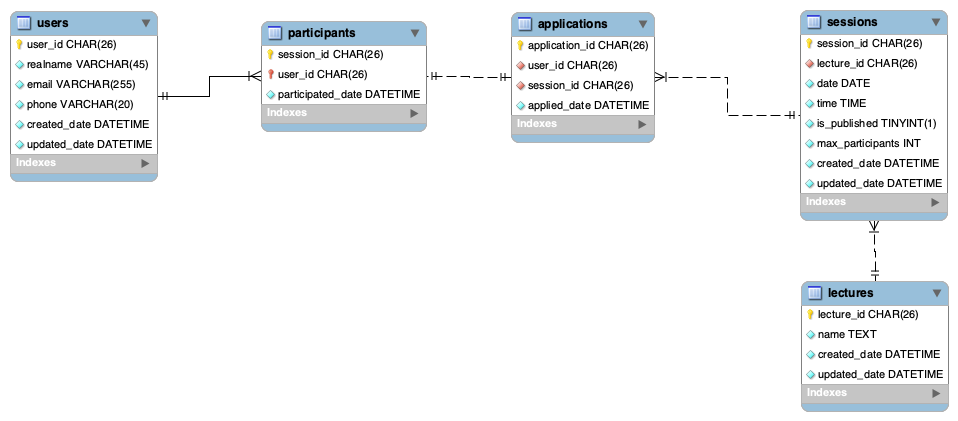 users
user_id CHAR(26)
realname VARCHAR(45)
email VARCHAR(255)
phone VARCHAR(20)
created_date DATETIME
updated_date DATETIME
Indexes
participants
session_id CHAR(26)
user_id CHAR(26)
participated_date DATETIME
Indexes
applications
application_id CHAR(26)
user_id CHAR(26)
session_id CHAR(26)
applied_date DATETIME
Indexes
sessions
session_id CHAR(26)
lecture_id CHAR(26)
date DATE
time TIME
is_published TINYINT(1)
max_participants INT
created_date DATETIME
updated_date DATETIME
Indexes
lectures
lecture_id CHAR(26)
name TEXT
created_date DATETIME
updated_date DATETIME
Indexes